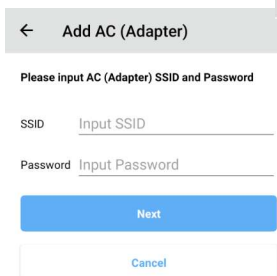 ← Add AC (Adapter)
Please input AC (Adapter) SSID and Password
SSID Input SSID
Password Input Password
Next
Cancel